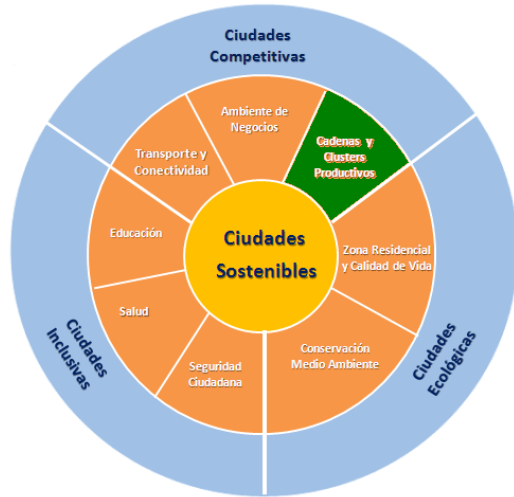 Ciudades
Competitivas
Ambiente de
Negocios
Cadenas y
Clusters
Productivos
Transporte y
Conectividad
Educación
Ciudades
Sostenibles
Zona Residencial
y Calidad de Vida
Salud
Seguridad
Ciudadana
Conservación
Medio Ambiente
Ciudades
Inclusivas
Ciudades
Ecológicas